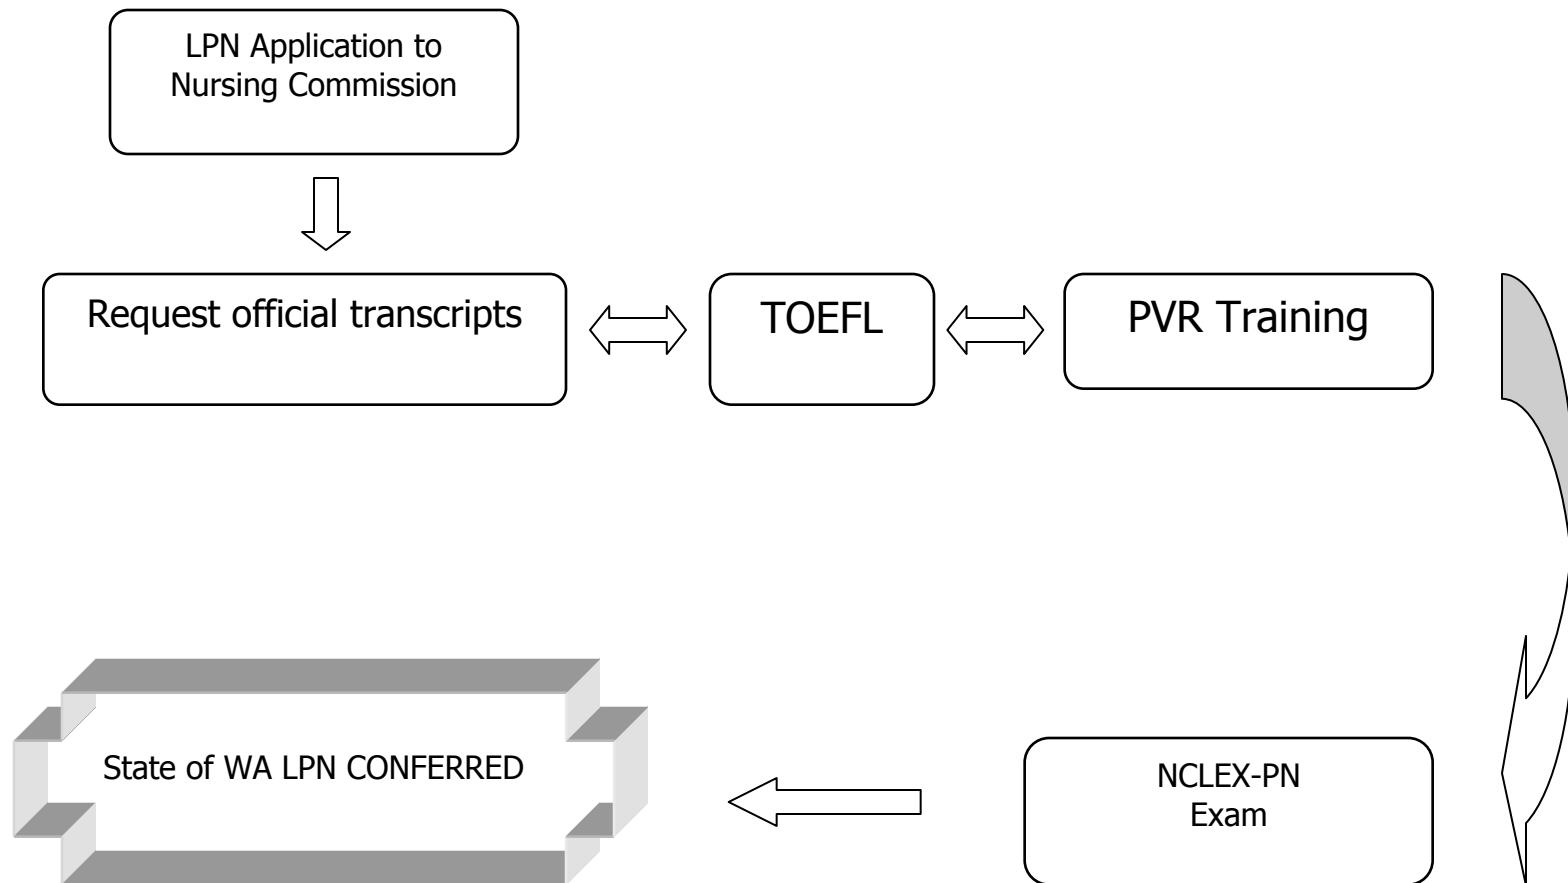 LPN Application to
Nursing Commission
Request official transcripts
TOEFL
PVR Training
State of WA LPN CONFERRED
NCLEX-PN
Exam